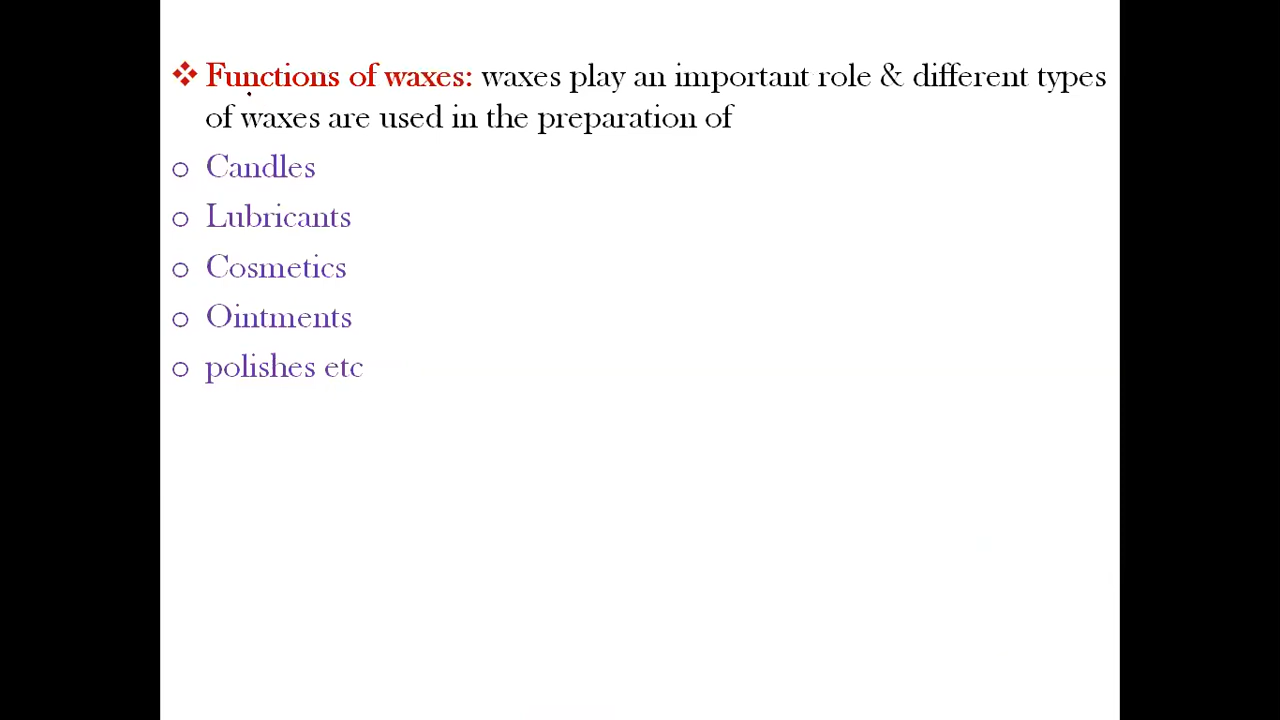 ❖ Functions of waxes: waxes play an important role & different types
of waxes are used in the preparation of
o Candles
o Lubricants
o Cosmetics
o Ointments
o polishes etc